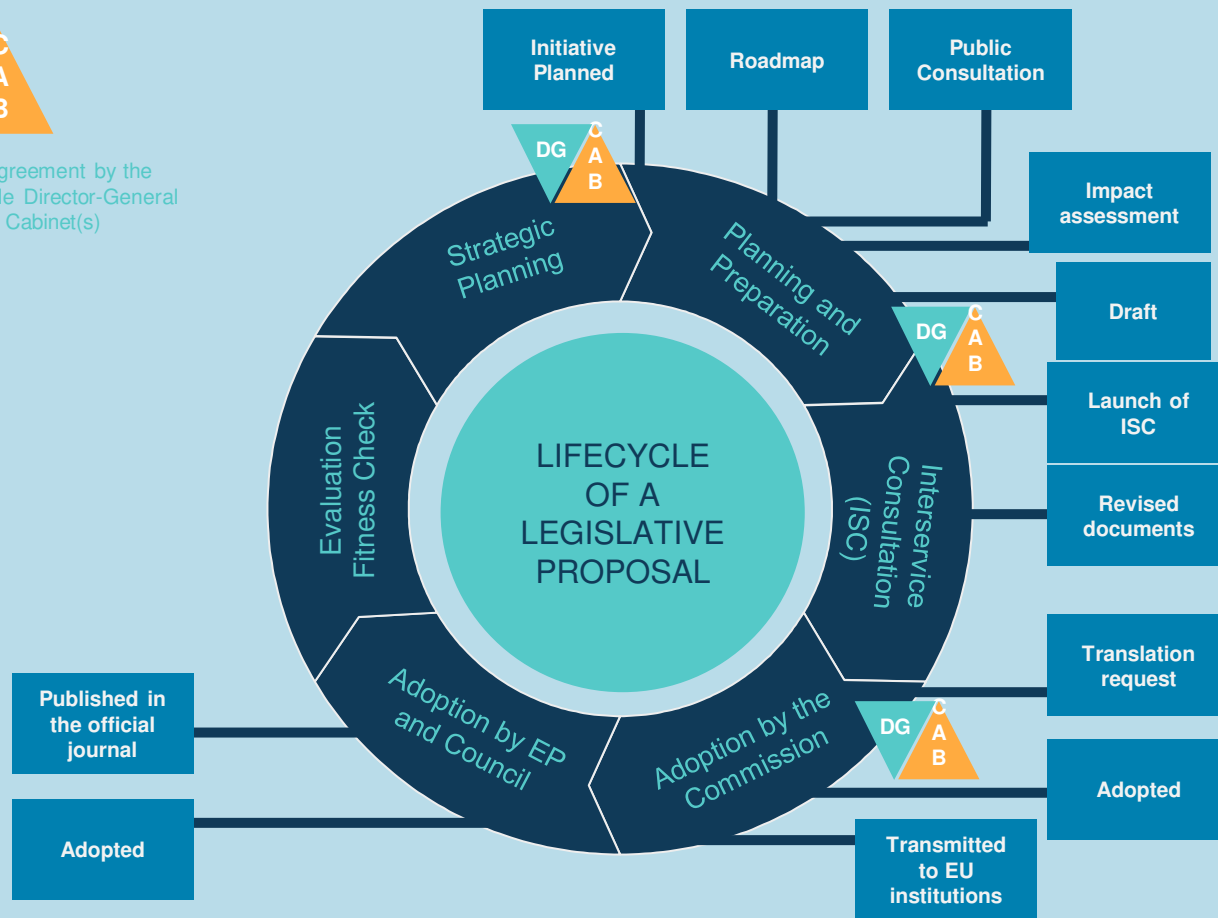 Initiative
Planned
Roadmap
Public
Consultation
C
A
B
DG
C
A
B
by the
Director-General
Cabinet(s)
Impact
assessment
Strategic
Planning
Planning and
Preparation
Draft
DG
C
A
B
Launch of
ISC
Evaluation
Fitness Check
LIFECYCLE
OF A
LEGISLATIVE
PROPOSAL
Interservice
Consultation
(ISC)
Revised
documents
Translation
request
Published in
the official
journal
Adoption by EP
and Council
Adoption by the
Commission
DG
C
A
B
Adopted
Adopted
Transmitted
to EU
institutions